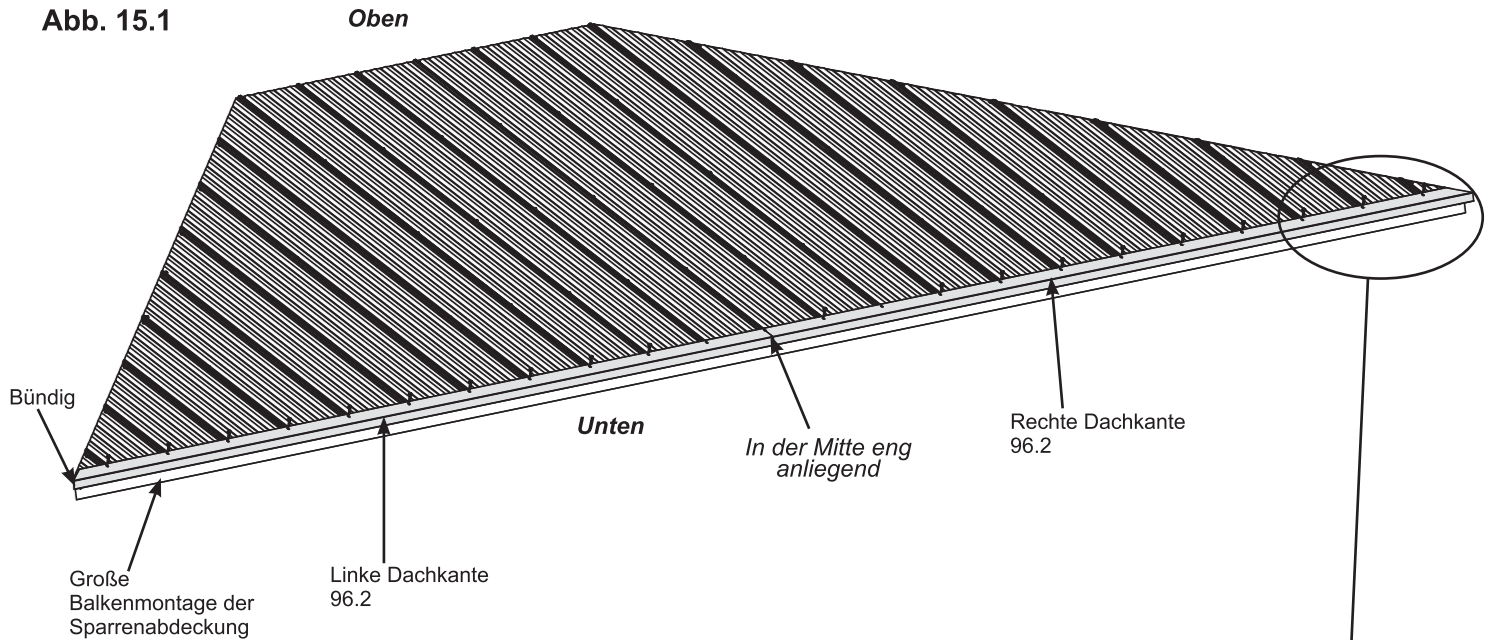 Abb. 15.1
Oben
Bündig
Unten
In der Mitte eng
anliegend
Rechte Dachkante
96.2
Linke Dachkante
96.2
Große
Balkenmontage der
Sparrenabdeckung